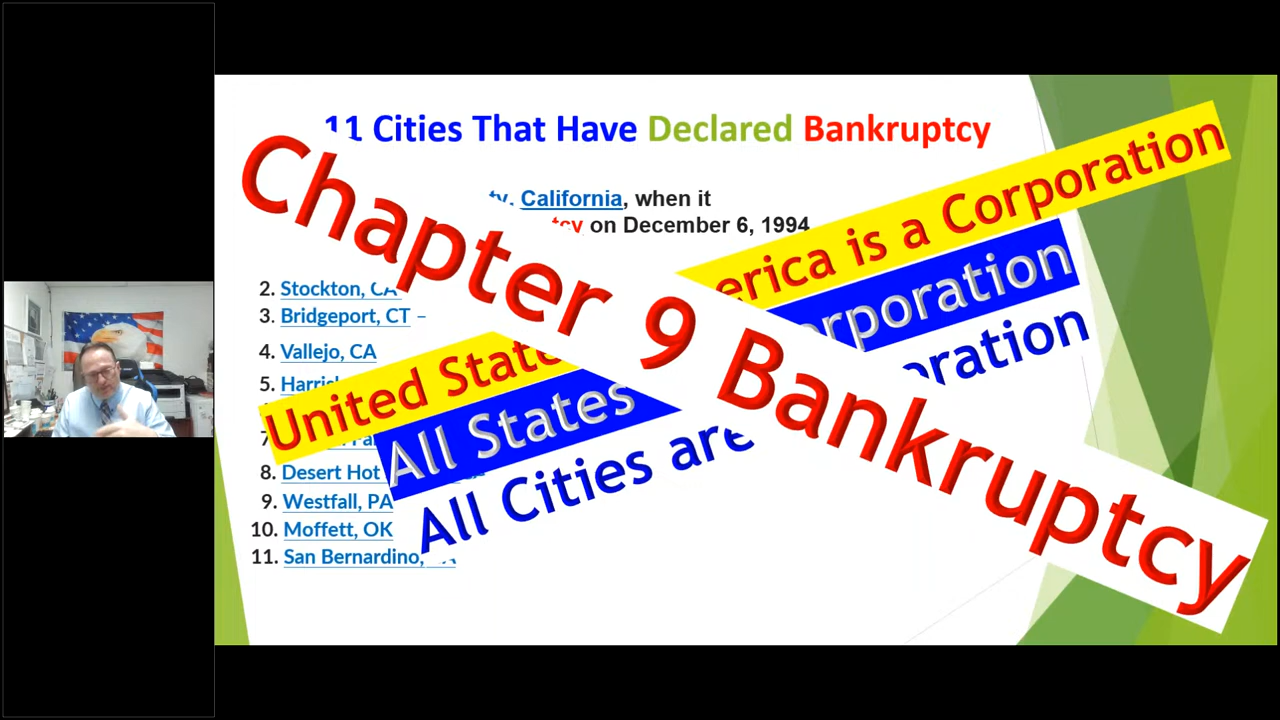 11 Cities That Have Declared Bankruptcy
California, when it
on December 6, 1994
2. Stockton, CA
3. Bridgeport, CT –
4. Vallejo, CA
5.
8. Desert Hot
9. Westfall, PA
10. Moffett, OK
11. San Bernardino,
Chapter 9 Bankruptcy
United State erica is a Corporation
All States orporation
All Cities are oration